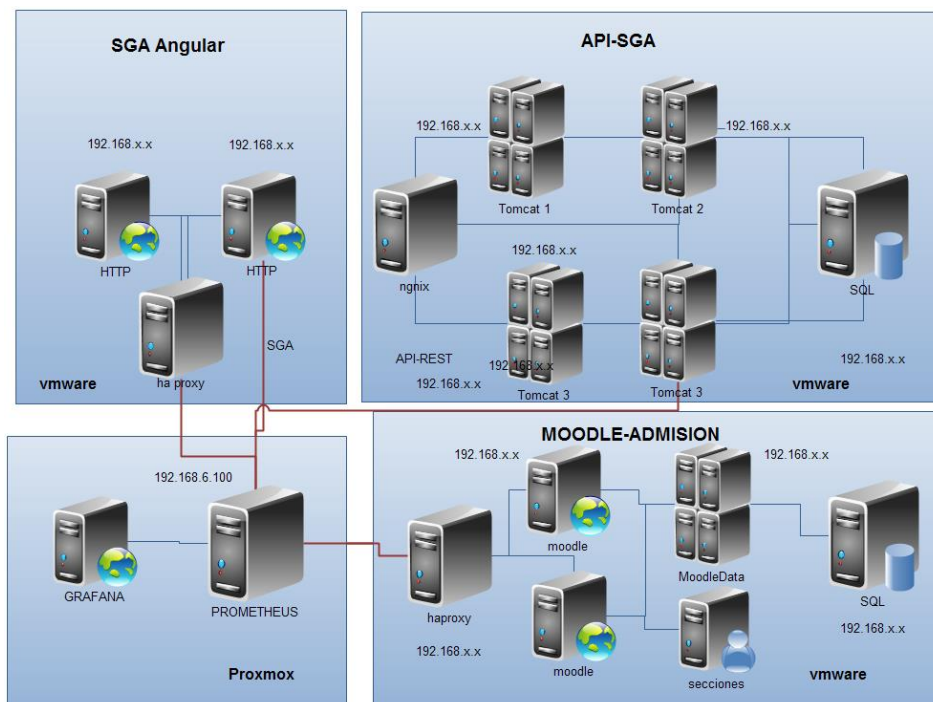 SGA Angular
192.168.x.x
192.168.x.x
HTTP
HTTP
ha proxy
SGA
vmware
API-SGA
192.168.x.x
192.168.x.x
Tomcat 1
Tomcat 2
ngnix
192.168.x.x
SQL
API-REST
192.168.x.x
192.168.x.x
192.168.x.x
Tomcat 3
Tomcat 3
vmware
192.168.6.100
GRAFANA
PROMETHEUS
Proxmox
MOODLE-ADMISION
192.168.x.x
192.168.x.x
moodle
MoodleData
haproxy
SQL
192.168.x.x
192.168.x.x
moodle
secciones
vmware